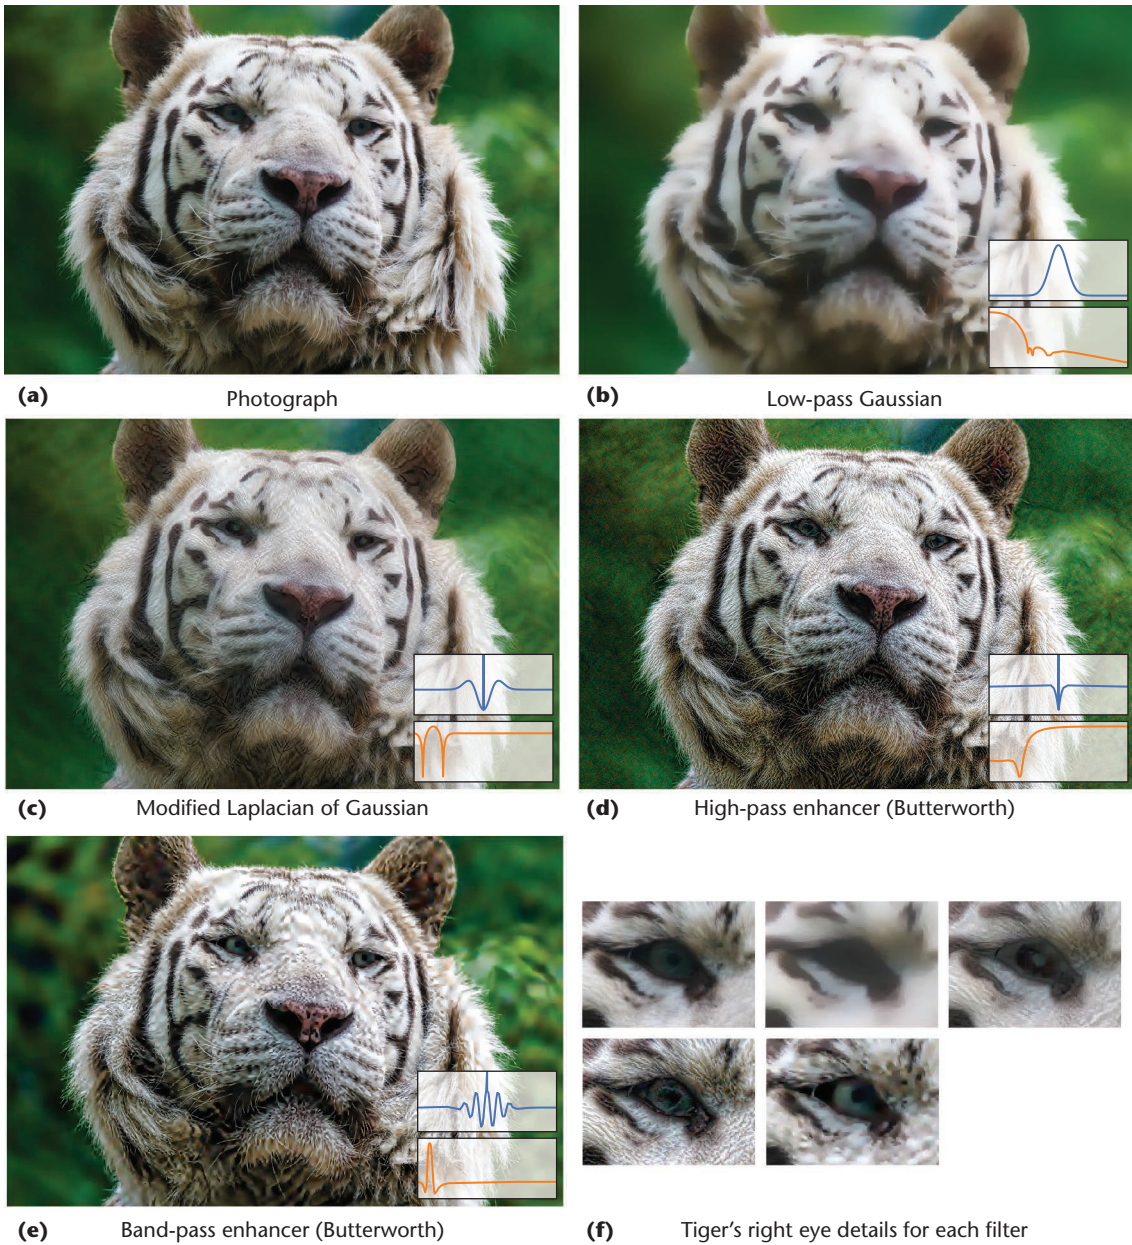 (a) Photograph
(b) Low-pass Gaussian
(c) Modified Laplacian of Gaussian
(d) High-pass enhancer (Butterworth)
(e) Band-pass enhancer (Butterworth)
(f) Tiger's right eye details for each filter